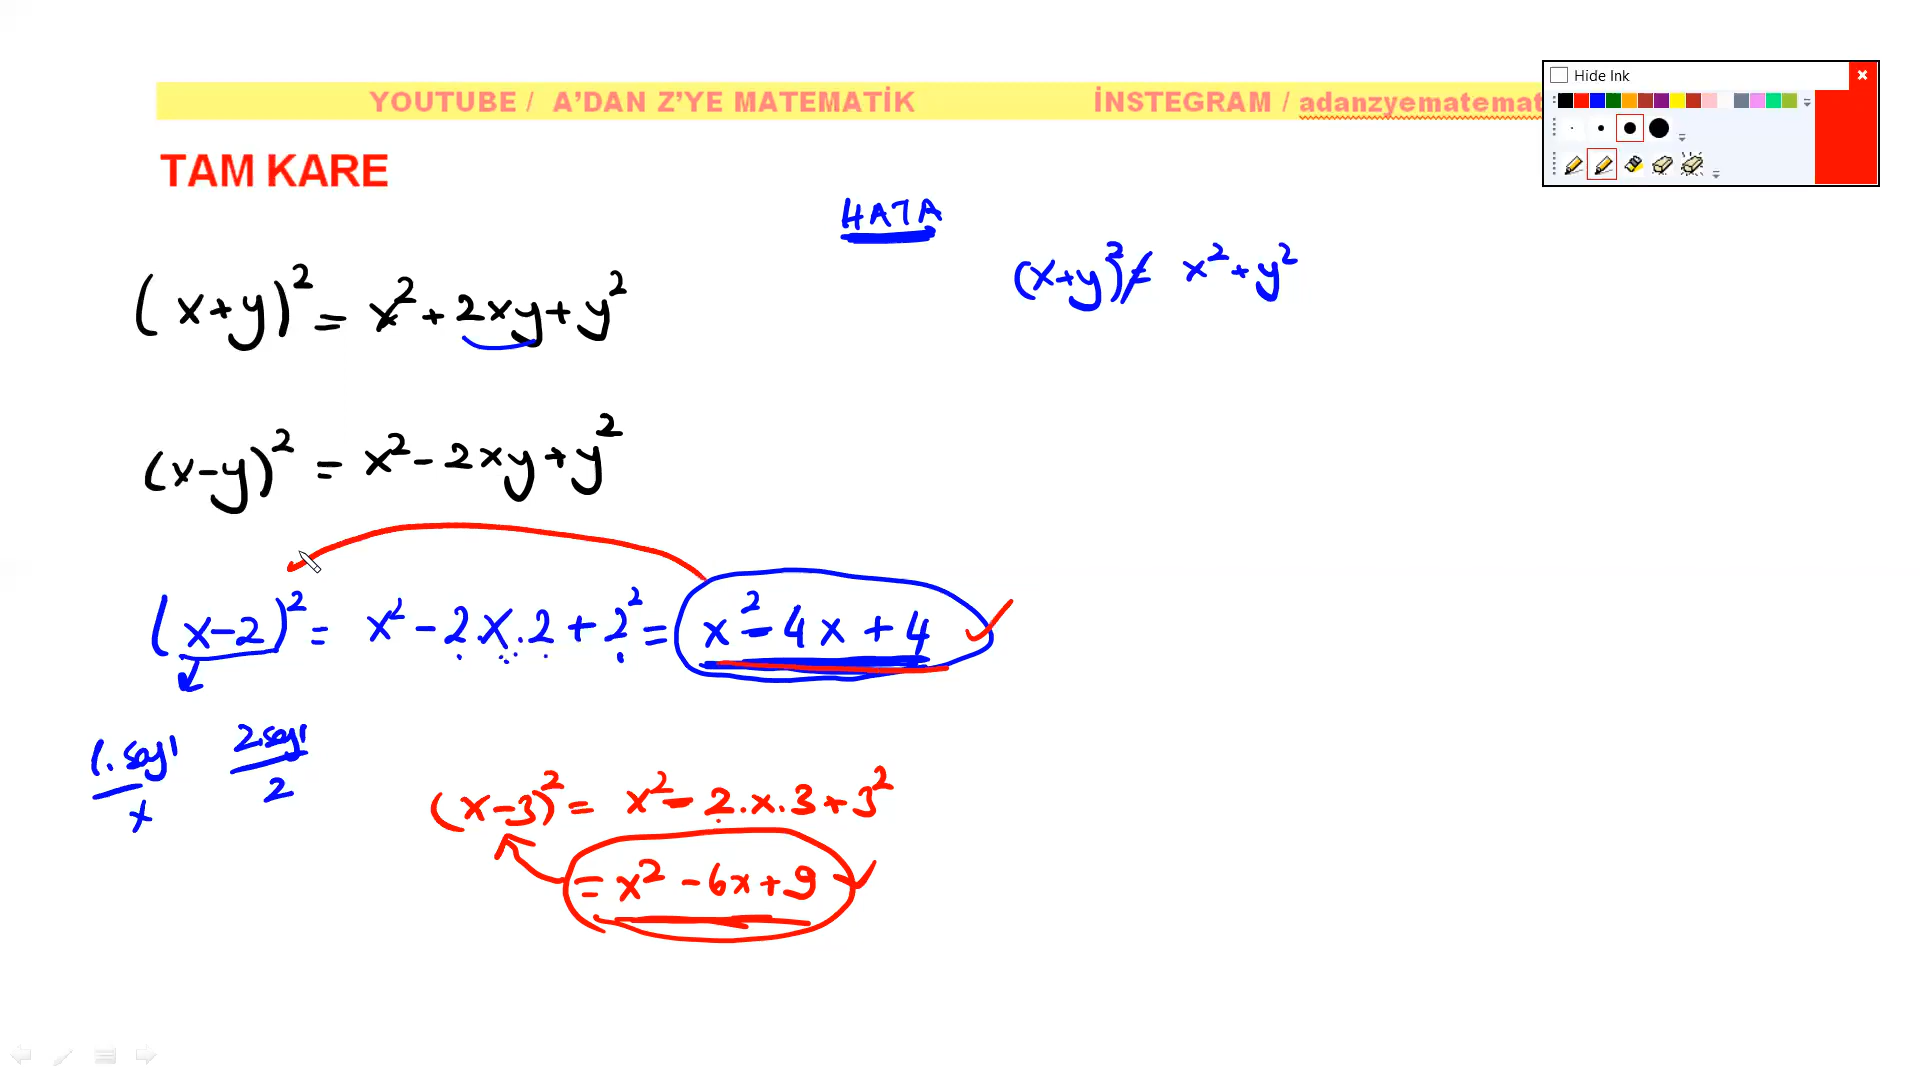 YOUTUBE / A’DAN Z’YE MATEMATİK İNSTEGRAM / adanzyematemat
Hide Ink
TAM KARE
HATA
(x+y)² ≠ x²+y²
(x+y)² = x²+2xy+y²
(x-y)² = x²-2xy+y²
(x-2)² = x²-2.x.2+2² = x²-4x+4
1.sayı 2.sayı
x 2
(x-3)² = x²-2.x.3+3²
= x²-6x+9